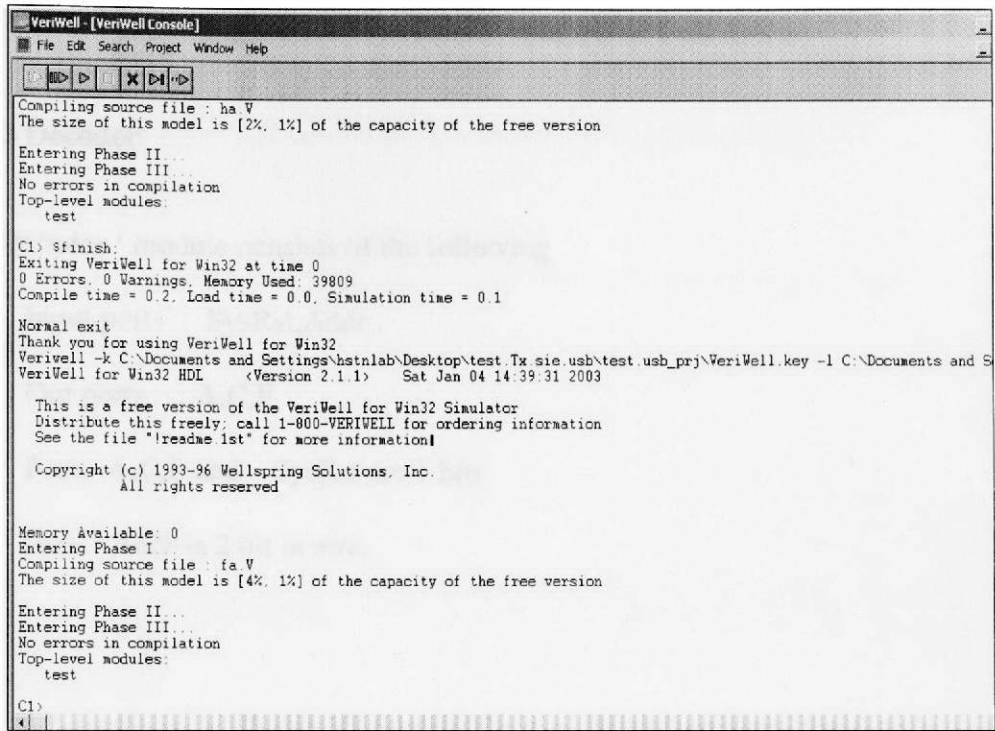 VeriWell - [VeriWell Console]
File Edit Search Project Window Help
Compiling source file : ha.V
The size of this model is [2%, 1%] of the capacity of the free version
Entering Phase II...
Entering Phase III...
No errors in compilation
Top-level modules:
test
C1> $finish;
Exiting VeriWell for Win32 at time 0
0 Errors, 0 Warnings, Memory Used: 39809
Compile time = 0.2, Load time = 0.0, Simulation time = 0.1
Normal exit
Thank you for using VeriWell for Win32
Veriwell -k C:\Documents and Settings\hstnlab\Desktop\test.Tx.sie.usb\test.usb_prj\VeriWell.key -l C:\Documents and S
VeriWell for Win32 HDL <Version 2.1.1> Sat Jan 04 14:39:31 2003
This is a free version of the VeriWell for Win32 Simulator
Distribute this freely; call 1-800-VERIWELL for ordering information
See the file "!readme.1st" for more information
Copyright (c) 1993-96 Wellspring Solutions, Inc.
All rights reserved
Memory Available: 0
Entering Phase I...
Compiling source file : fa.V
The size of this model is [4%, 1%] of the capacity of the free version
Entering Phase II...
Entering Phase III...
No errors in compilation
Top-level modules:
test
C1>